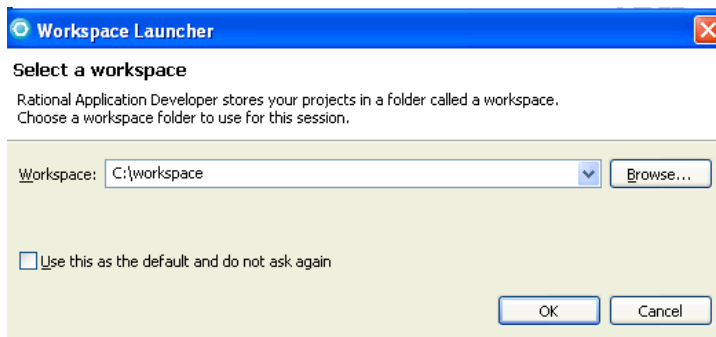 Workspace Launcher
Select a workspace
Rational Application Developer stores your projects in a folder called a workspace.
Choose a workspace folder to use for this session.
Workspace: C:\workspace Browse...
Use this as the default and do not ask again
OK Cancel